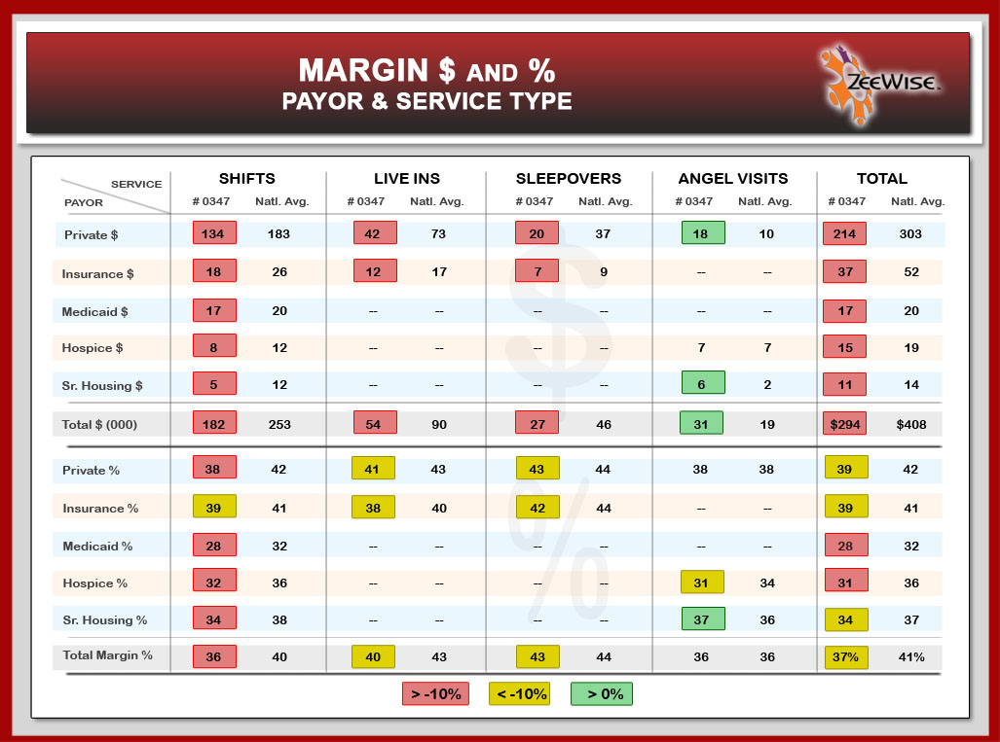 MARGIN $ AND %
PAYOR & SERVICE TYPE
ZEEWISE.
SERVICE SHIFTS LIVE INS SLEEPOVERS ANGEL VISITS TOTAL
PAYOR # 0347 Natl. Avg. # 0347 Natl. Avg. # 0347 Natl. Avg. # 0347 Natl. Avg. # 0347 Natl. Avg.
Private $ 134 183 42 73 20 37 18 10 214 303
Insurance $ 18 26 12 17 7 9 -- -- 37 52
Medicaid $ 17 20 -- -- -- -- -- -- 17 20
Hospice $ 8 12 -- -- -- -- 7 7 15 19
Sr. Housing $ 5 12 -- -- -- -- 6 2 11 14
Total $ (000) 182 253 54 90 27 46 31 19 $294 $408
Private % 38 42 41 43 43 44 38 38 39 42
Insurance % 39 41 38 40 42 44 -- -- 39 41
Medicaid % 28 32 -- -- -- -- -- -- 28 32
Hospice % 32 36 -- -- -- -- 31 34 31 36
Sr. Housing % 34 38 -- -- -- -- 37 36 34 37
Total Margin % 36 40 40 43 43 44 36 36 37% 41%
> -10% < -10% > 0%